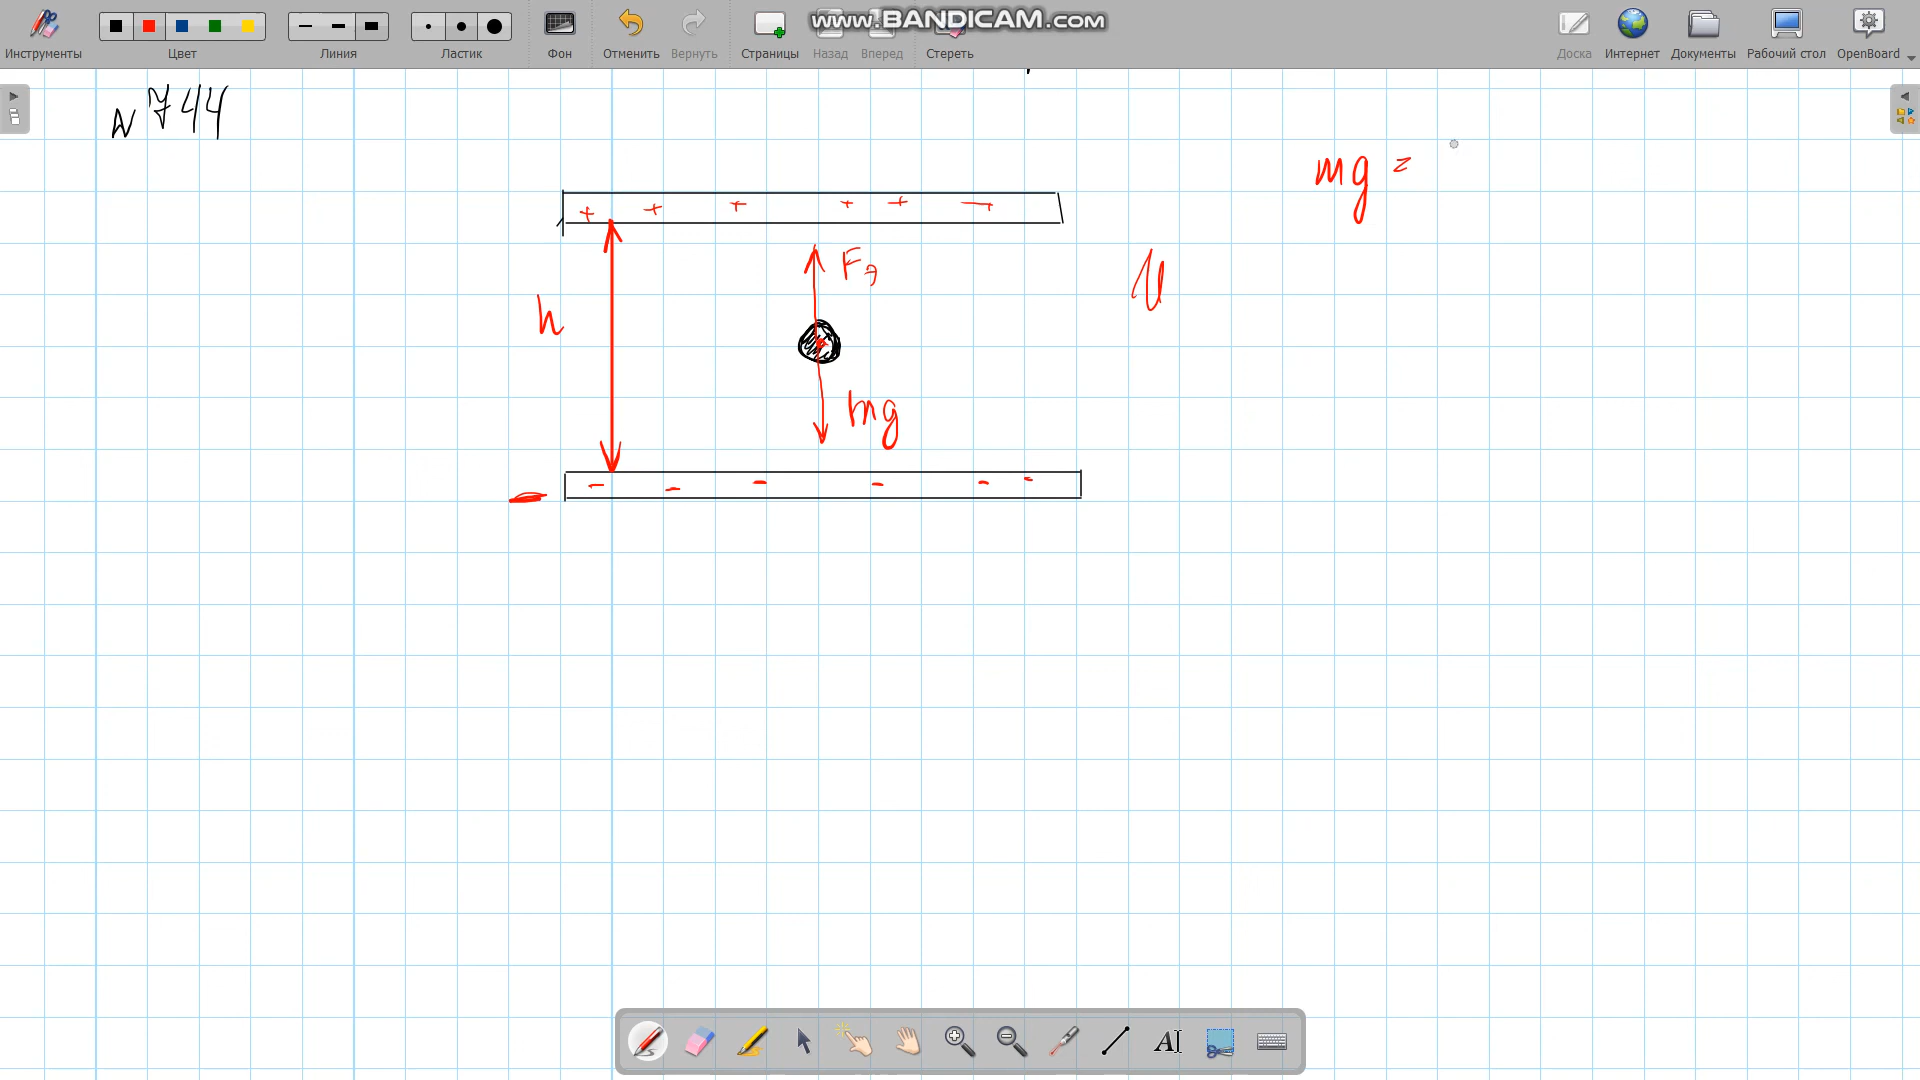 www.BANDICAM.com
Инструменты Цвет Линия Ластик Фон Отменить Вернуть Страницы Назад Вперед Стереть Доска Интернет Документы Рабочий стол OpenBoard
N 744
mg =
+ + + + +
Fэ
U
h
mg
- - - - - - -
AI